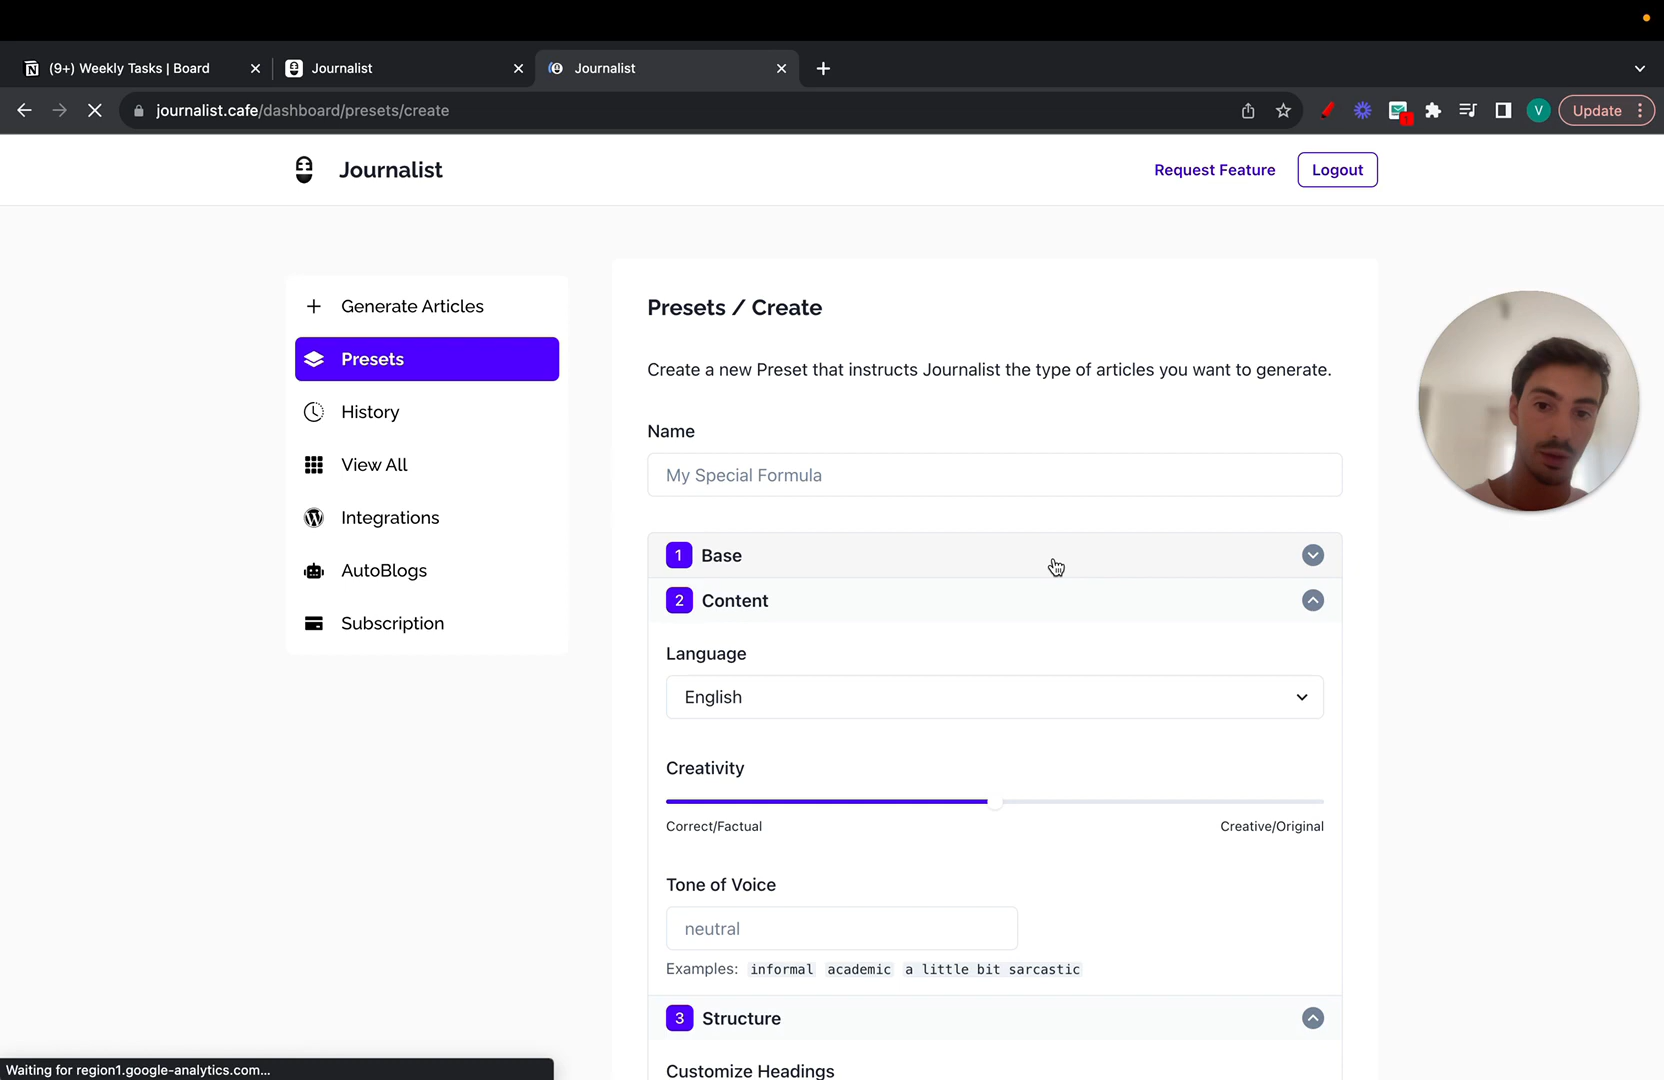 (9+) Weekly Tasks | Board
Journalist
Journalist
journalist.cafe/dashboard/presets/create
1
V
Update
Journalist
Request Feature
Logout
Generate Articles
Presets
History
View All
Integrations
AutoBlogs
Subscription
Presets / Create
Create a new Preset that instructs Journalist the type of articles you want to generate.
Name
My Special Formula
1 Base
2 Content
Language
English
Creativity
Correct/Factual
Creative/Original
Tone of Voice
neutral
Examples: informal academic a little bit sarcastic
3 Structure
Customize Headings
Waiting for region1.google-analytics.com...